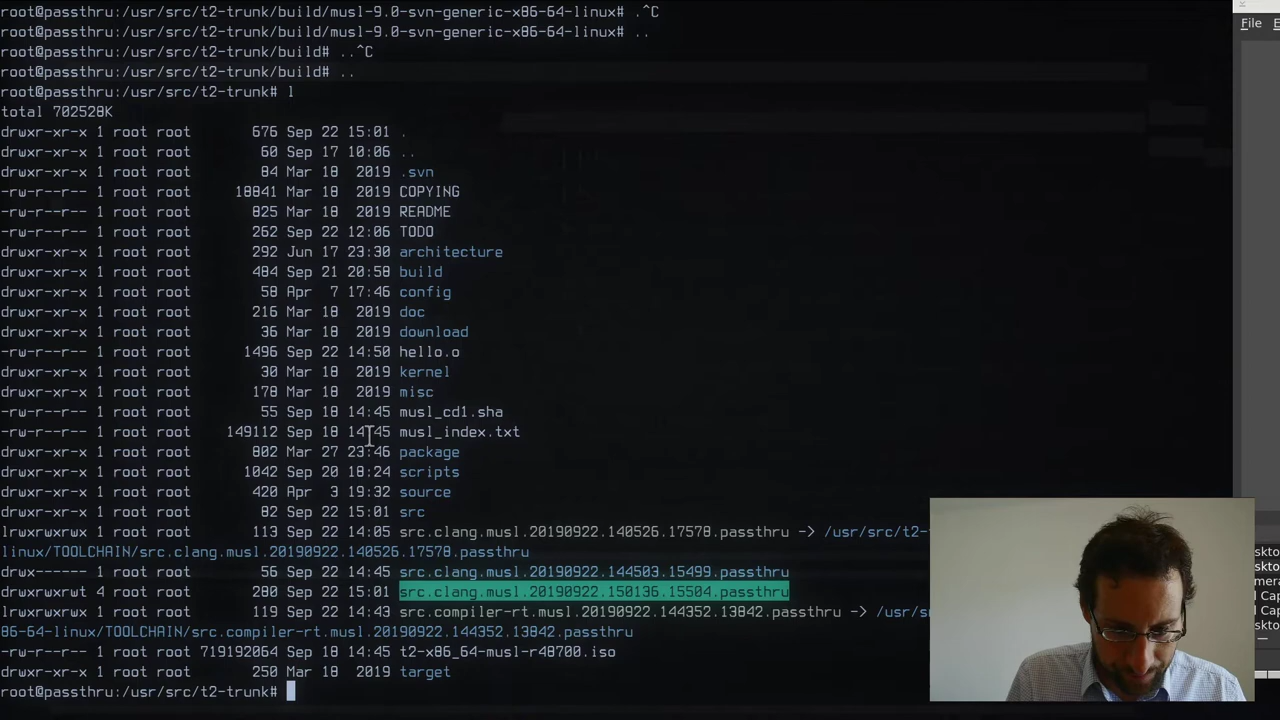 root@passthru:/usr/src/t2-trunk/build/musl-9.0-svn-generic-x86-64-linux# .^C
root@passthru:/usr/src/t2-trunk/build/musl-9.0-svn-generic-x86-64-linux# ..
root@passthru:/usr/src/t2-trunk/build# ..^C
root@passthru:/usr/src/t2-trunk/build# ..
root@passthru:/usr/src/t2-trunk# l
total 702528K
drwxr-xr-x 1 root root 676 Sep 22 15:01 .
drwxr-xr-x 1 root root 60 Sep 17 10:06 ..
drwxr-xr-x 1 root root 84 Mar 18 2019 .svn
-rw-r--r-- 1 root root 18841 Mar 18 2019 COPYING
-rw-r--r-- 1 root root 825 Mar 18 2019 README
-rw-r--r-- 1 root root 262 Sep 22 12:06 TODO
drwxr-xr-x 1 root root 292 Jun 17 23:30 architecture
drwxr-xr-x 1 root root 484 Sep 21 20:58 build
drwxr-xr-x 1 root root 58 Apr 7 17:46 config
drwxr-xr-x 1 root root 216 Mar 18 2019 doc
drwxr-xr-x 1 root root 36 Mar 18 2019 download
-rw-r--r-- 1 root root 1496 Sep 22 14:50 hello.o
drwxr-xr-x 1 root root 30 Mar 18 2019 kernel
drwxr-xr-x 1 root root 178 Mar 18 2019 misc
-rw-r--r-- 1 root root 55 Sep 18 14:45 musl_cd1.sha
-rw-r--r-- 1 root root 149112 Sep 18 14:45 musl_index.txt
drwxr-xr-x 1 root root 802 Mar 27 23:46 package
drwxr-xr-x 1 root root 1042 Sep 20 18:24 scripts
drwxr-xr-x 1 root root 420 Apr 3 19:32 source
drwxr-xr-x 1 root root 82 Sep 22 15:01 src
lrwxrwxrwx 1 root root 113 Sep 22 14:05 src.clang.musl.20190922.140526.17578.passthru -> /usr/src/t2-
linux/TOOLCHAIN/src.clang.musl.20190922.140526.17578.passthru
drwx------ 1 root root 56 Sep 22 14:45 src.clang.musl.20190922.144503.15499.passthru
drwxrwxrwt 4 root root 280 Sep 22 15:01 src.clang.musl.20190922.150136.15504.passthru
lrwxrwxrwx 1 root root 119 Sep 22 14:43 src.compiler-rt.musl.20190922.144352.13842.passthru -> /usr/s
86-64-linux/TOOLCHAIN/src.compiler-rt.musl.20190922.144352.13842.passthru
-rw-r--r-- 1 root root 719192064 Sep 18 14:45 t2-x86_64-musl-r48700.iso
drwxr-xr-x 1 root root 250 Mar 18 2019 target
root@passthru:/usr/src/t2-trunk#
File